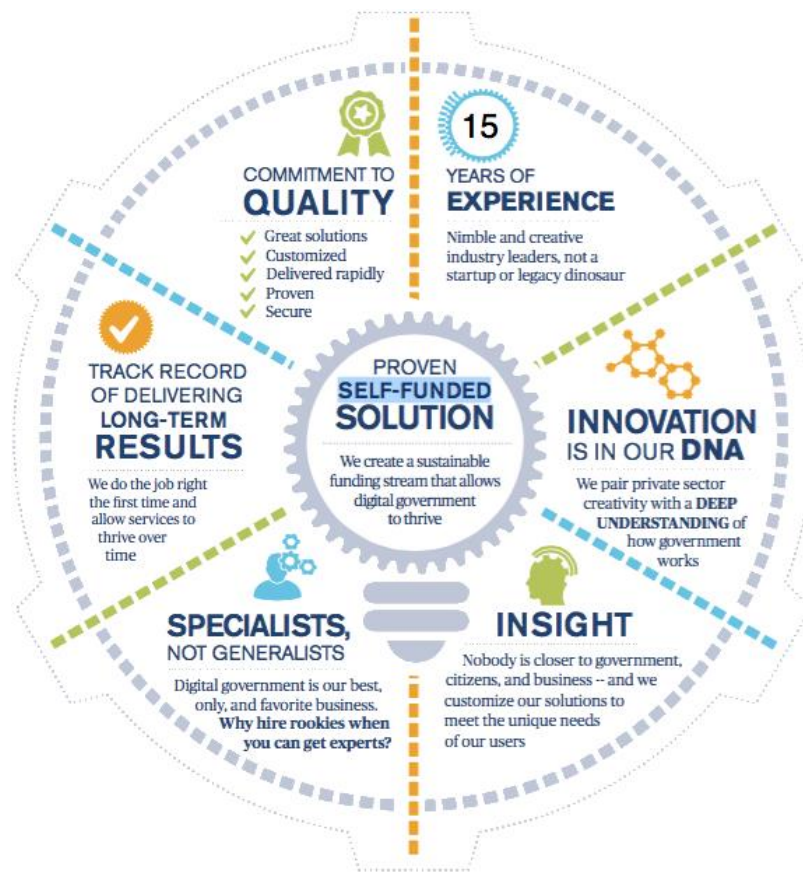 COMMITMENT TO
QUALITY
Great solutions
Customized
Delivered rapidly
Proven
Secure
15
YEARS OF
EXPERIENCE
Nimble and creative
industry leaders, not a
startup or legacy dinosaur
TRACK RECORD
OF DELIVERING
LONG-TERM
RESULTS
We do the job right
the first time and
allow services to
thrive over
time
PROVEN
SELF-FUNDED
SOLUTION
We create a sustainable
funding stream that allows
digital government
to thrive
INNOVATION
IS IN OUR DNA
We pair private sector
creativity with a DEEP
UNDERSTANDING of
how government
works
SPECIALISTS,
NOT GENERALISTS
Digital government is our best,
only, and favorite business.
Why hire rookies when
you can get experts?
INSIGHT
Nobody is closer to government,
citizens, and business -- and we
customize our solutions to
meet the unique needs
of our users